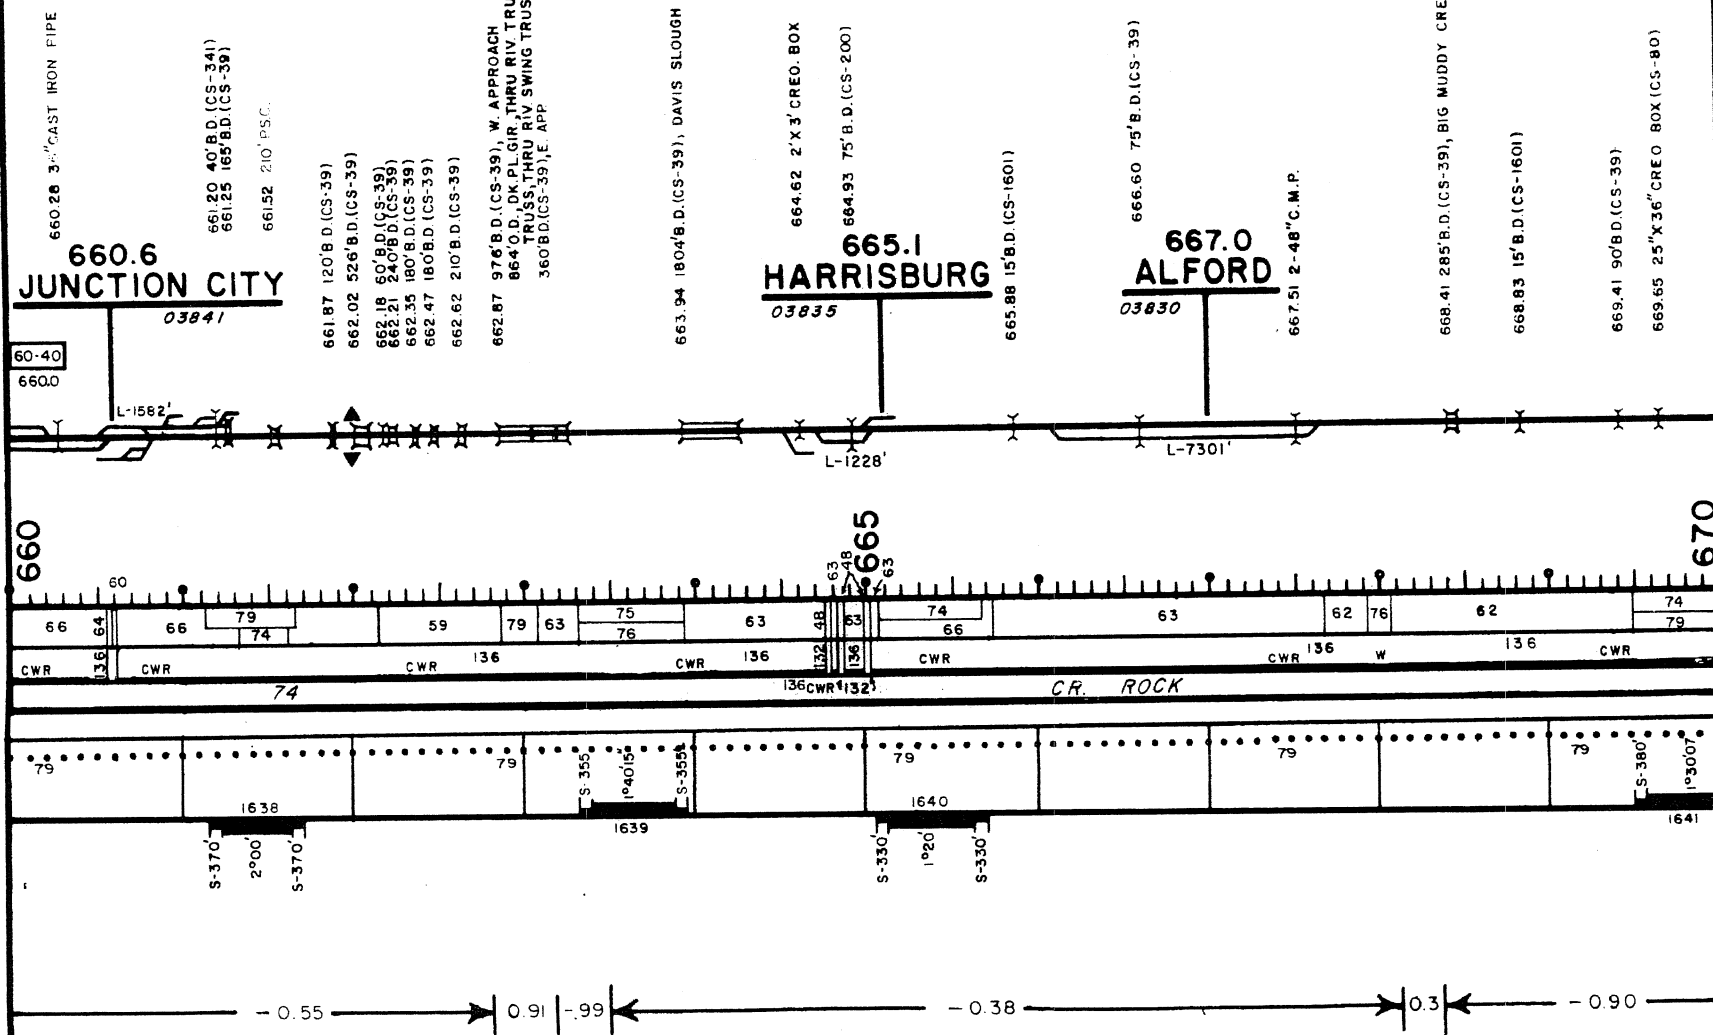 660.28 36"CAST IRON PIPE
661.20 40'B.D.(CS-341)
661.25 165'B.D.(CS-39)
661.52 210' P.S.C.
661.87 120'B.D.(CS-39)
662.02 526'B.D.(CS-39)
662.18 60'B.D.(CS-39)
662.21 240'B.D.(CS-39)
662.35 180'B.D.(CS-39)
662.47 180'B.D.(CS-39)
662.62 210'B.D.(CS-39)
662.87 976'B.D.(CS-39), W. APPROACH
864'O.D., DK.PL.GIR.,THRU RIV. TRU
TRUSS,THRU RIV. SWING TRUS
360'B.D.(CS-39),E. APP.
663.94 1804'B.D.(CS-39), DAVIS SLOUGH
664.62 2'X3'CREO. BOX
664.93 75'B.D.(CS-200)
665.88 15'B.D.(CS-1601)
666.60 75'B.D.(CS-39)
667.51 2-48"C.M.P.
668.41 285'B.D.(CS-39), BIG MUDDY CRE
668.83 15'B.D.(CS-1601)
669.41 90'B.D.(CS-39)
669.65 25"X36"CREO BOX(CS-80)
660.6
JUNCTION CITY
03841
665.1
HARRISBURG
03835
667.0
ALFORD
03830
60-40
660.0
L-1582'
L-1228'
L-7301'
660
665
670
60
63
48
63
66
64
66
79
74
59
79
63
75
76
63
48
63
74
66
63
62
76
62
74
79
CWR
136
CWR
CWR
136
CWR
136
132
136
CWR
CWR
136
W
136
CWR
74
136CWR
132
CR. ROCK
79
79
79
79
79
1638
1639
1640
1641
S-370'
2°00'
S-370'
S-355'
1°40'15"
S-355'
S-330'
1°20'
S-330'
S-380'
1°30'07
-0.55
0.91
-.99
-0.38
0.3
-0.90